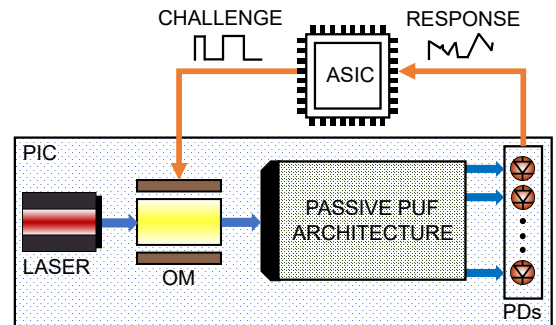 CHALLENGE
RESPONSE
ASIC
PIC
PASSIVE PUF
ARCHITECTURE
LASER
OM
PDs